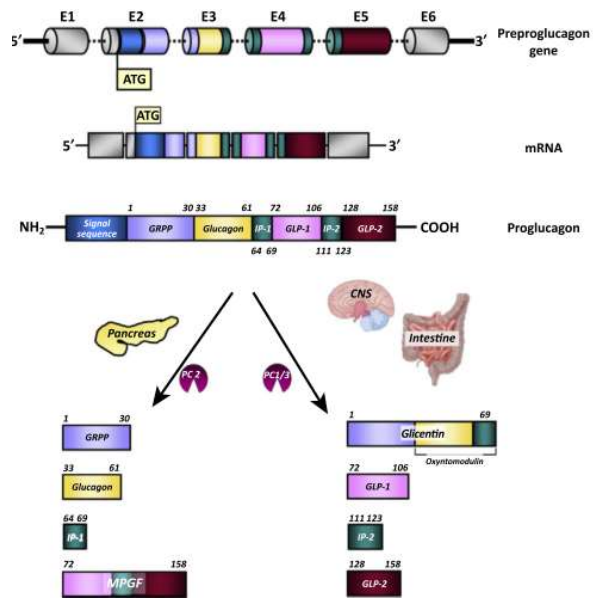 E1 E2 E3 E4 E5 E6
5′ 3′ Preproglucagon gene
ATG
ATG
5′ 3′ mRNA
1 30 33 61 72 106 128 158
NH2 Signal sequence GRPP Glucagon IP-1 GLP-1 IP-2 GLP-2 COOH Proglucagon
64 69 111 123
CNS
Pancreas Intestine
PC2 PC1/3
1 30 1 69
GRPP Glicentin
Oxyntomodulin
33 61 72 106
Glucagon GLP-1
64 69 111 123
IP-1 IP-2
72 158 128 158
MPGF GLP-2